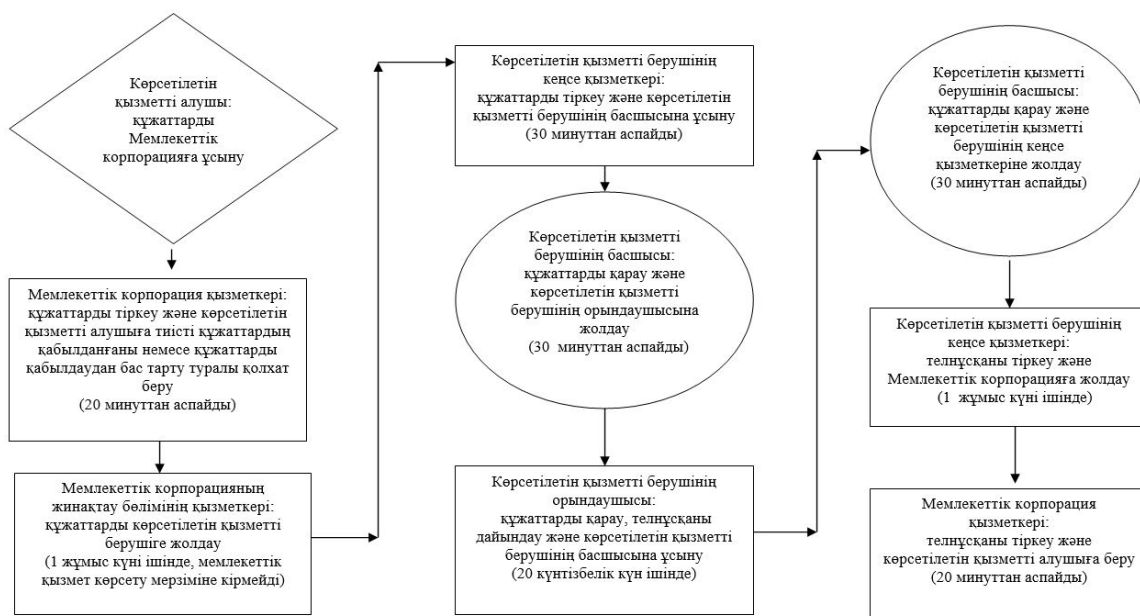 Көрсетілетін
қызметті алушы:
құжаттарды
Мемлекеттік
корпорацияға ұсыну
Мемлекеттік корпорация қызметкері:
құжаттарды тіркеу және көрсетілетін
қызметті алушыға тиісті құжаттардың
қабылданғаны немесе құжаттарды
қабылдаудан бас тарту туралы қолхат
беру
(20 минуттан аспайды)
Мемлекеттік корпорацияның
жинақтау бөлімінің қызметкері:
құжаттарды көрсетілетін қызметті
берушіге жолдау
(1 жұмыс күні ішінде, мемлекеттік
қызмет көрсету мерзіміне кірмейді)
Көрсетілетін қызметті берушінің
кеңсе қызметкері:
құжаттарды тіркеу және көрсетілетін
қызметті берушінің басшысына ұсыну
(30 минуттан аспайды)
Көрсетілетін қызметті
берушінің басшысы:
құжаттарды қарау және
көрсетілетін қызметті
берушінің орындаушысына
жолдау
(30 минуттан аспайды)
Көрсетілетін қызметті берушінің
орындаушысы:
құжаттарды қарау, телнұсқаны
дайындау және көрсетілетін қызметті
берушінің басшысына ұсыну
(20 күнтізбелік күн ішінде)
Көрсетілетін қызметті
берушінің басшысы:
құжаттарды қарау және
көрсетілетін қызметті
берушінің кеңсе
қызметкеріне жолдау
(30 минуттан аспайды)
Көрсетілетін қызметті берушінің
кеңсе қызметкері:
телнұсқаны тіркеу және
Мемлекеттік корпорацияға жолдау
(1 жұмыс күні ішінде)
Мемлекеттік корпорация
қызметкері:
телнұсқаны тіркеу және
көрсетілетін қызметті алушыға беру
(20 минуттан аспайды)